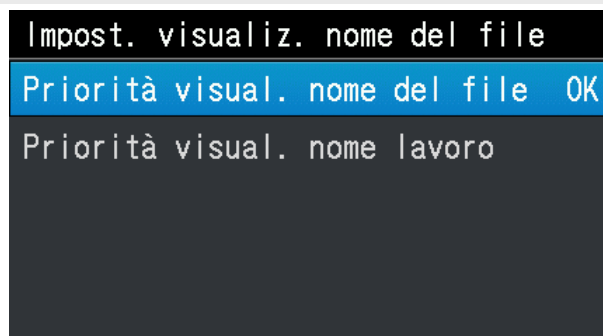 Impost. visualiz. nome del file
Priorità visual. nome del file OK
Priorità visual. nome lavoro